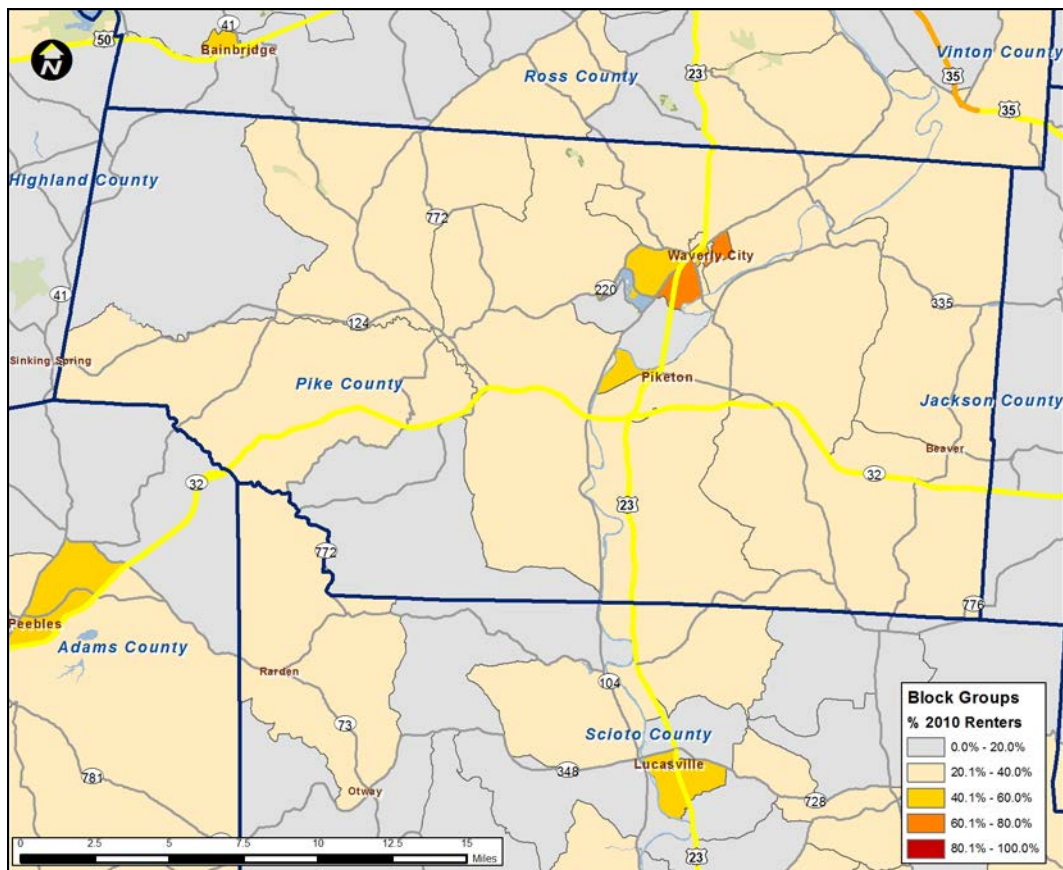 41
50
Bainbridge
N
Ross County
23
Vinton County
35
35
Highland County
772
Waverly City
41
220
335
124
Sinking Spring
Pike County
Piketon
Jackson County
Beaver
32
32
23
772
776
Peebles
Adams County
Rarden
104
73
Scioto County
Lucasville
348
781
Otway
728
23
Block Groups
% 2010 Renters
0.0% - 20.0%
20.1% - 40.0%
40.1% - 60.0%
60.1% - 80.0%
80.1% - 100.0%
0 2.5 5 7.5 10 15
Miles